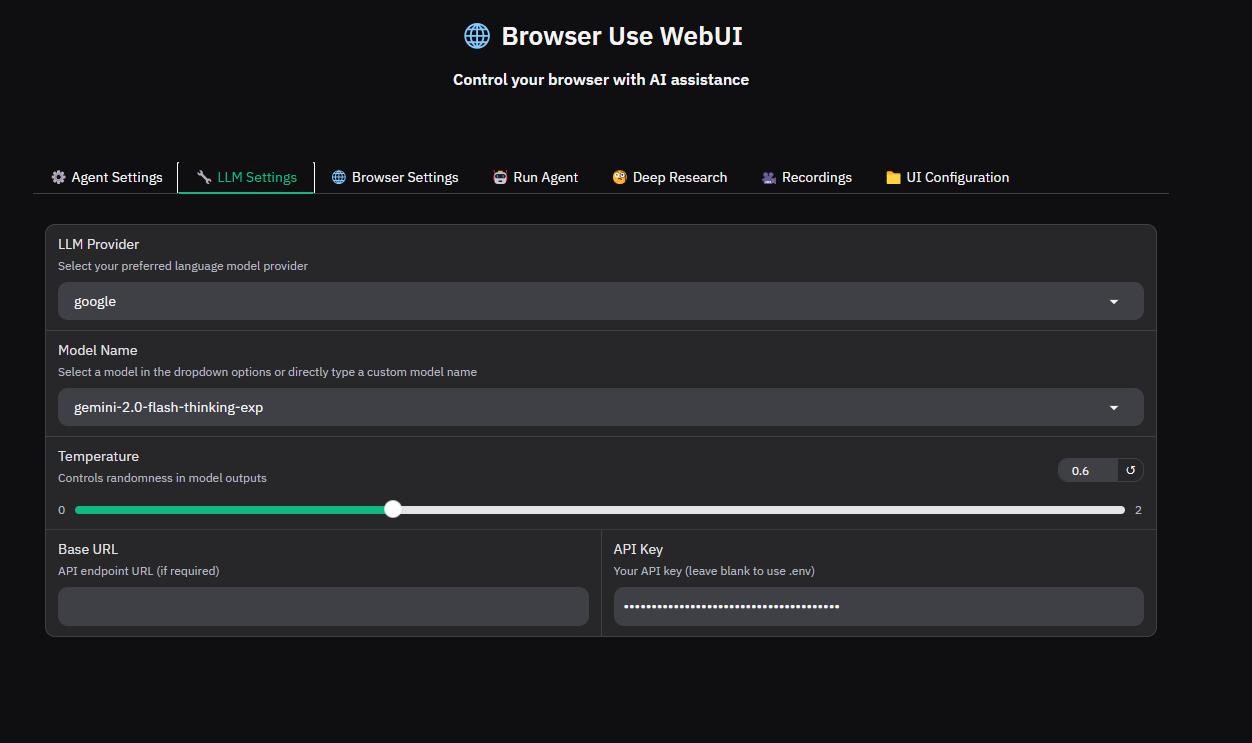 Browser Use WebUI
Control your browser with AI assistance
Agent Settings
LLM Settings
Browser Settings
Run Agent
Deep Research
Recordings
UI Configuration
LLM Provider
Select your preferred language model provider
google
Model Name
Select a model in the dropdown options or directly type a custom model name
gemini-2.0-flash-thinking-exp
Temperature
Controls randomness in model outputs
0.6
0
2
Base URL
API endpoint URL (if required)
API Key
Your API key (leave blank to use .env)